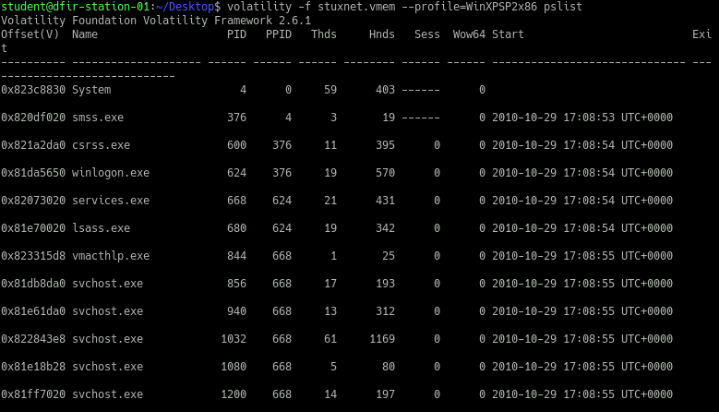 student@dfir-station-01:~/Desktop$ volatility -f stuxnet.vmem --profile=WinXPSP2x86 pslist
Volatility Foundation Volatility Framework 2.6.1
Offset(V)  Name                    PID   PPID   Thds     Hnds   Sess  Wow64 Start                          Exi
t
---------- -------------------- ------ ------ ------ -------- ------ ------ ------------------------------ ---
---------------------------
0x823c8830 System                    4      0     59      403 ------      0
0x820df020 smss.exe                376      4      3       19 ------      0 2010-10-29 17:08:53 UTC+0000
0x821a2da0 csrss.exe               600    376     11      395      0      0 2010-10-29 17:08:54 UTC+0000
0x81da5650 winlogon.exe            624    376     19      570      0      0 2010-10-29 17:08:54 UTC+0000
0x82073020 services.exe            668    624     21      431      0      0 2010-10-29 17:08:54 UTC+0000
0x81e70020 lsass.exe               680    624     19      342      0      0 2010-10-29 17:08:54 UTC+0000
0x823315d8 vmacthlp.exe            844    668      1       25      0      0 2010-10-29 17:08:55 UTC+0000
0x81db8da0 svchost.exe             856    668     17      193      0      0 2010-10-29 17:08:55 UTC+0000
0x81e61da0 svchost.exe             940    668     13      312      0      0 2010-10-29 17:08:55 UTC+0000
0x822843e8 svchost.exe            1032    668     61     1169      0      0 2010-10-29 17:08:55 UTC+0000
0x81e18b28 svchost.exe            1080    668      5       80      0      0 2010-10-29 17:08:55 UTC+0000
0x81ff7020 svchost.exe            1200    668     14      197      0      0 2010-10-29 17:08:55 UTC+0000